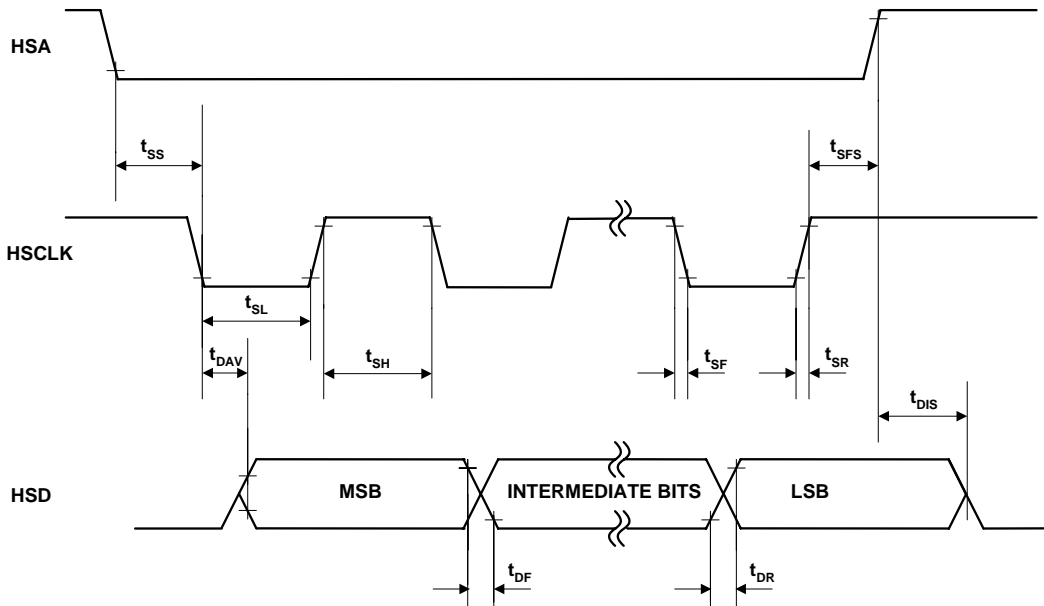 HSA
tSS
tSFS
HSCLK
tSL
tDAV
tSH
tSF
tSR
tDIS
HSD
MSB
INTERMEDIATE BITS
LSB
tDF
tDR